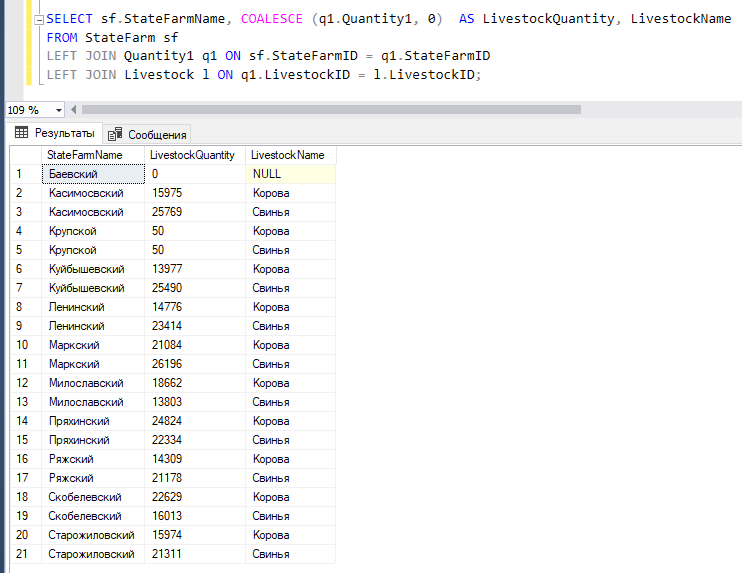 SELECT sf.StateFarmName, COALESCE (q1.Quantity1, 0)  AS LivestockQuantity, LivestockName
FROM StateFarm sf
LEFT JOIN Quantity1 q1 ON sf.StateFarmID = q1.StateFarmID
LEFT JOIN Livestock l ON q1.LivestockID = l.LivestockID;
109 %
Результаты Сообщения
StateFarmName LivestockQuantity LivestockName
1 Баевский 0 NULL
2 Касимосвский 15975 Корова
3 Касимосвский 25769 Свинья
4 Крупской 50 Корова
5 Крупской 50 Свинья
6 Куйбышевский 13977 Корова
7 Куйбышевский 25490 Свинья
8 Ленинский 14776 Корова
9 Ленинский 23414 Свинья
10 Маркский 21084 Корова
11 Маркский 26196 Свинья
12 Милославский 18662 Корова
13 Милославский 13803 Свинья
14 Пряхинский 24824 Корова
15 Пряхинский 22334 Свинья
16 Ряжский 14309 Корова
17 Ряжский 21178 Свинья
18 Скобелевский 22629 Корова
19 Скобелевский 16013 Свинья
20 Старожиловский 15974 Корова
21 Старожиловский 21311 Свинья